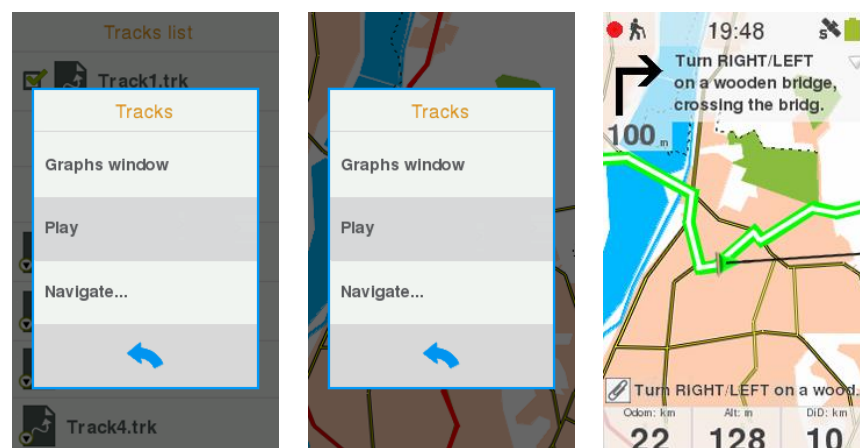 Tracks list
Track1.trk
Tracks
Graphs window
Play
Navigate...
Track4.trk
Tracks
Graphs window
Play
Navigate...
19:48
S
Turn RIGHT/LEFT
on a wooden bridge,
crossing the bridg.
100 m
Turn RIGHT/LEFT on a wood.
Odom: km
Alt: m
DiD: km
22
128
10